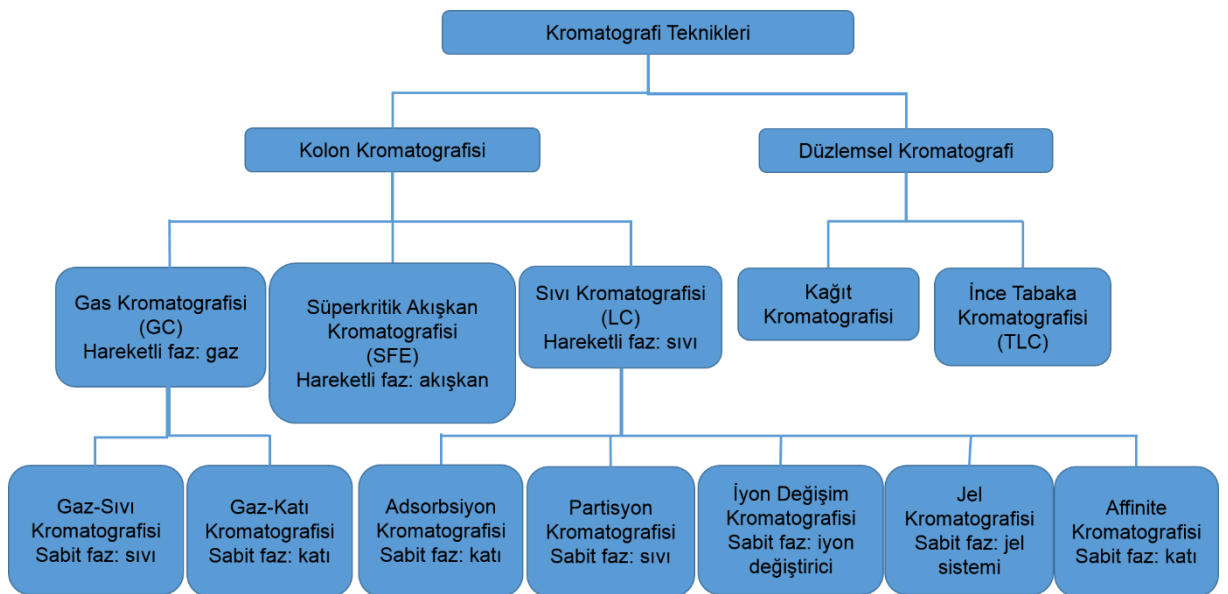 Kromatografi Teknikleri
Kolon Kromatografisi
Düzlemsel Kromatografi
Gas Kromatografisi
(GC)
Hareketli faz: gaz
Süperkritik Akışkan
Kromatografisi
(SFE)
Hareketli faz: akışkan
Sıvı Kromatografisi
(LC)
Hareketli faz: sıvı
Kağıt
Kromatografisi
İnce Tabaka
Kromatografisi
(TLC)
Gaz-Sıvı
Kromatografisi
Sabit faz: sıvı
Gaz-Katı
Kromatografisi
Sabit faz: katı
Adsorbsiyon
Kromatografisi
Sabit faz: katı
Partisyon
Kromatografisi
Sabit faz: sıvı
İyon Değişim
Kromatografisi
Sabit faz: iyon
değiştirici
Jel
Kromatografisi
Sabit faz: jel
sistemi
Affinite
Kromatografisi
Sabit faz: katı